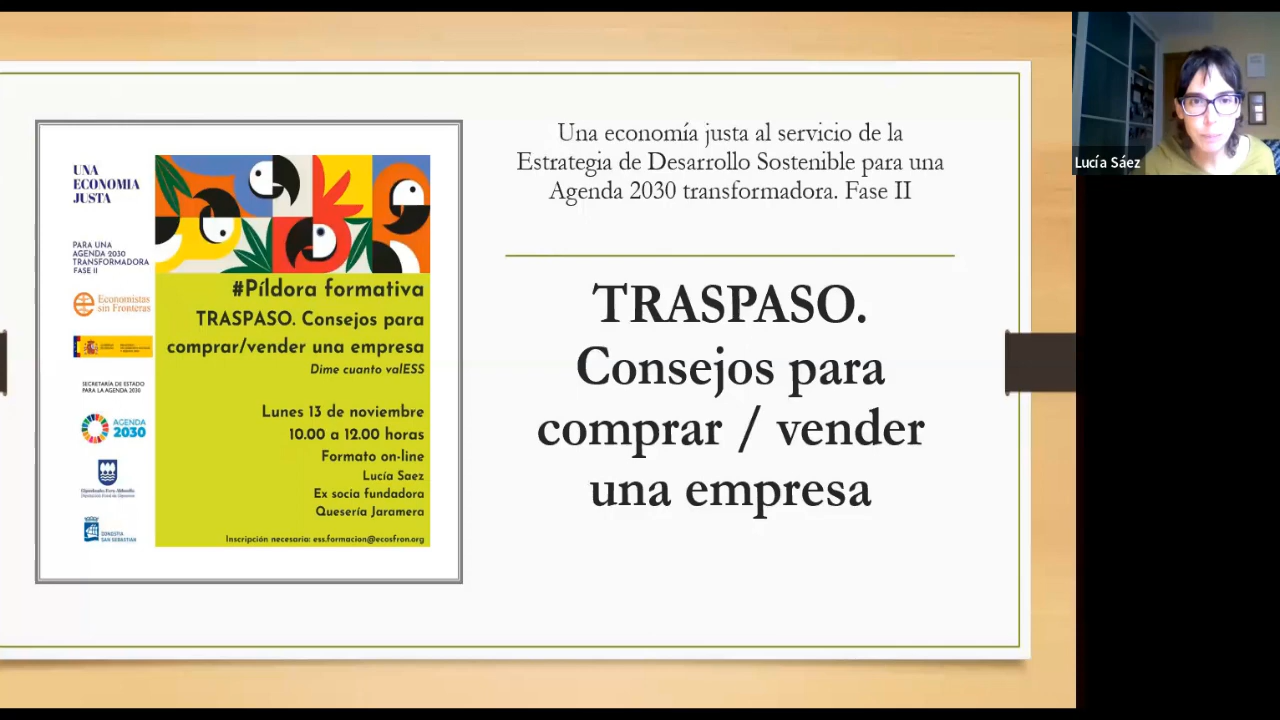 UNA
ECONOMIA
JUSTA
PARA UNA
AGENDA 2030
TRANSFORMADORA
FASE II
Economistas
sin Fronteras
SECRETARÍA DE ESTADO
PARA LA AGENDA 2030
AGENDA
2030
DONOSTIA
SAN SEBASTIÁN
#Píldora formativa
TRASPASO. Consejos para
comprar/vender una empresa
Dime cuanto valESS
Lunes 13 de noviembre
10.00 a 12.00 horas
Formato on-line
Lucía Saez
Ex socia fundadora
Quesería Jaramera
Inscripción necesaria: ess.formacion@ecosfron.org
Una economía justa al servicio de la
Estrategia de Desarrollo Sostenible para una
Agenda 2030 transformadora. Fase II
TRASPASO.
Consejos para
comprar / vender
una empresa
Lucía Sáez